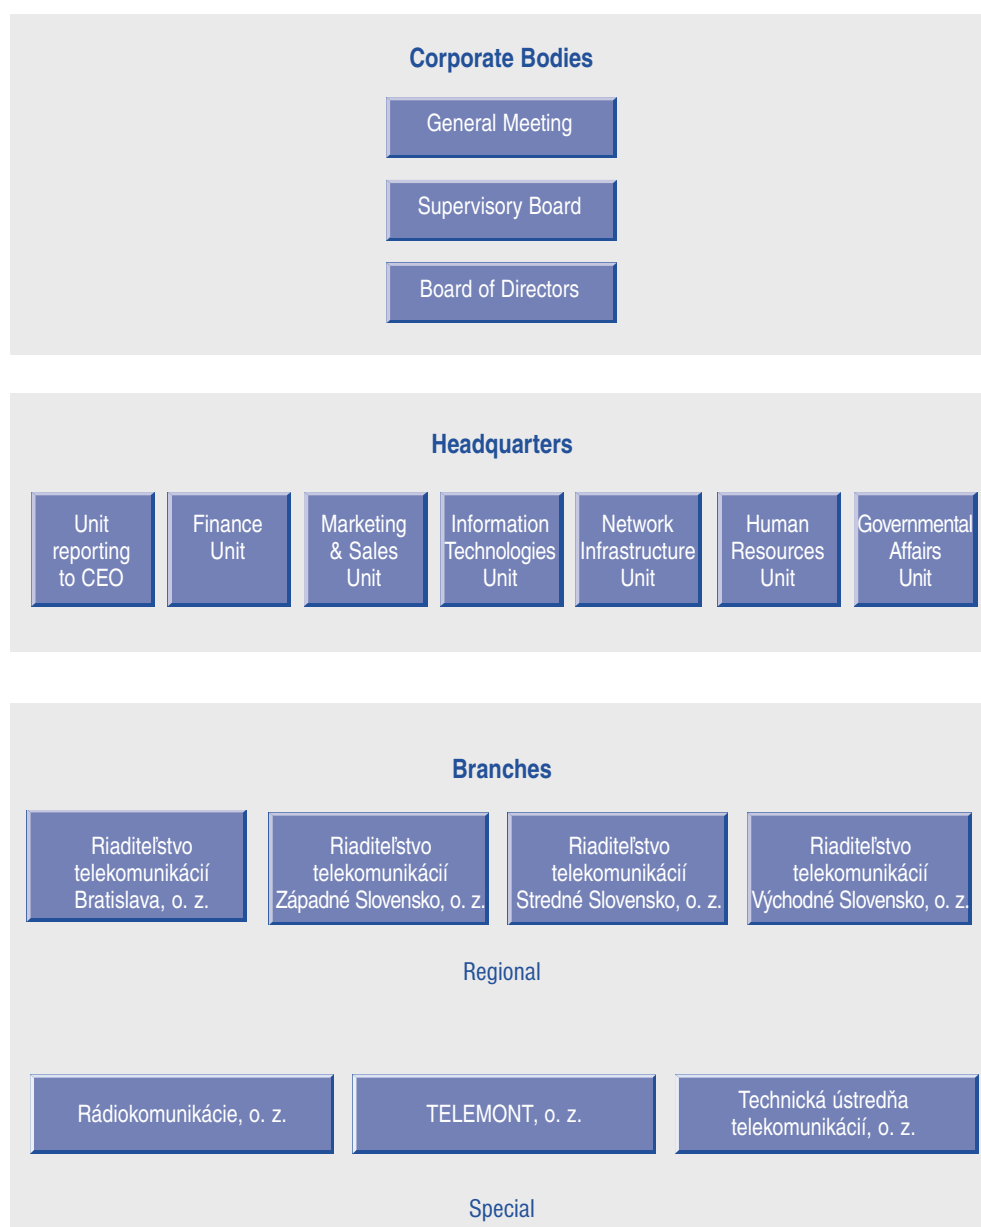 Corporate Bodies
General Meeting
Supervisory Board
Board of Directors
Headquarters
Unit
reporting
to CEO
Finance
Unit
Marketing
& Sales
Unit
Information
Technologies
Unit
Network
Infrastructure
Unit
Human
Resources
Unit
Governmental
Affairs
Unit
Branches
Riaditeľstvo
telekomunikácií
Bratislava, o. z.
Riaditeľstvo
telekomunikácií
Západné Slovensko, o. z.
Riaditeľstvo
telekomunikácií
Stredné Slovensko, o. z.
Riaditeľstvo
telekomunikácií
Východné Slovensko, o. z.
Regional
Rádiokomunikácie, o. z.
TELEMONT, o. z.
Technická ústredňa
telekomunikácií, o. z.
Special